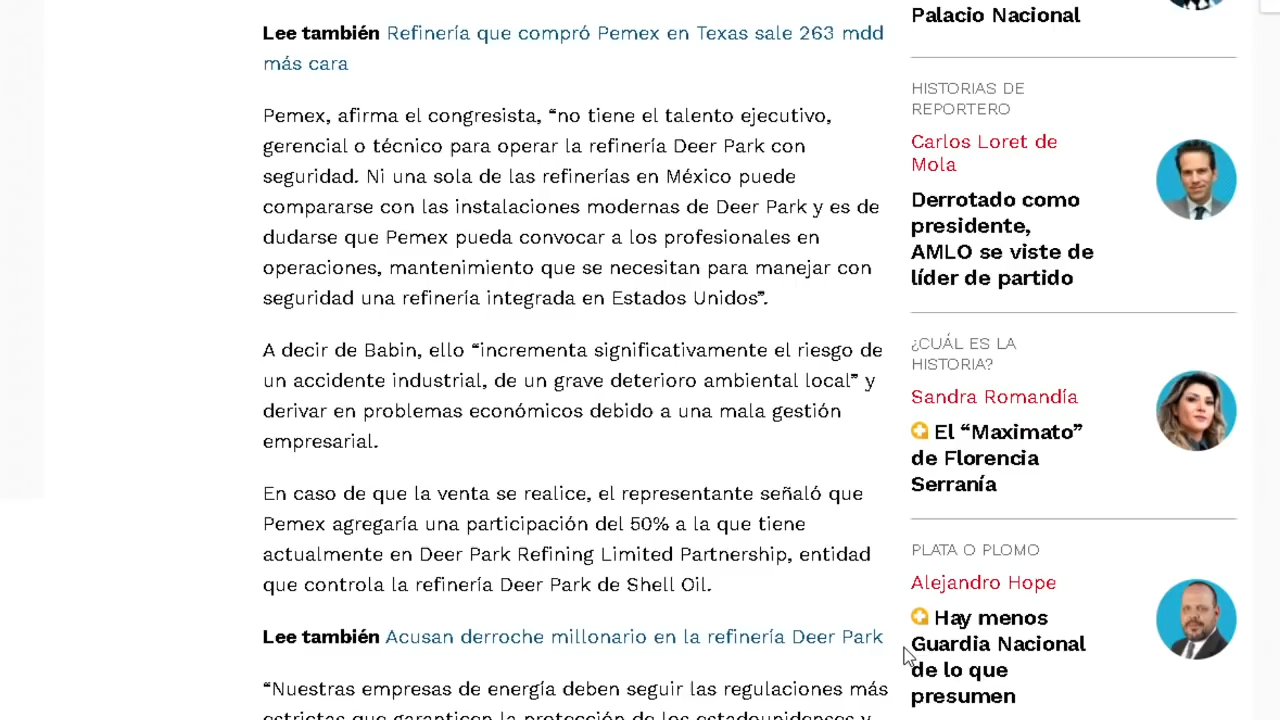 Lee también Refinería que compró Pemex en Texas sale 263 mdd
más cara
Pemex, afirma el congresista, “no tiene el talento ejecutivo,
gerencial o técnico para operar la refinería Deer Park con
seguridad. Ni una sola de las refinerías en México puede
compararse con las instalaciones modernas de Deer Park y es de
dudarse que Pemex pueda convocar a los profesionales en
operaciones, mantenimiento que se necesitan para manejar con
seguridad una refinería integrada en Estados Unidos”.
A decir de Babin, ello “incrementa significativamente el riesgo de
un accidente industrial, de un grave deterioro ambiental local” y
derivar en problemas económicos debido a una mala gestión
empresarial.
En caso de que la venta se realice, el representante señaló que
Pemex agregaría una participación del 50% a la que tiene
actualmente en Deer Park Refining Limited Partnership, entidad
que controla la refinería Deer Park de Shell Oil.
Lee también Acusan derroche millonario en la refinería Deer Park
“Nuestras empresas de energía deben seguir las regulaciones más
estrictas que garanticen la protección de los estadounidenses y
Palacio Nacional
HISTORIAS DE
REPORTERO
Carlos Loret de
Mola
Derrotado como
presidente,
AMLO se viste de
líder de partido
¿CUÁL ES LA
HISTORIA?
Sandra Romandía
El “Maximato”
de Florencia
Serranía
PLATA O PLOMO
Alejandro Hope
Hay menos
Guardia Nacional
de lo que
presumen